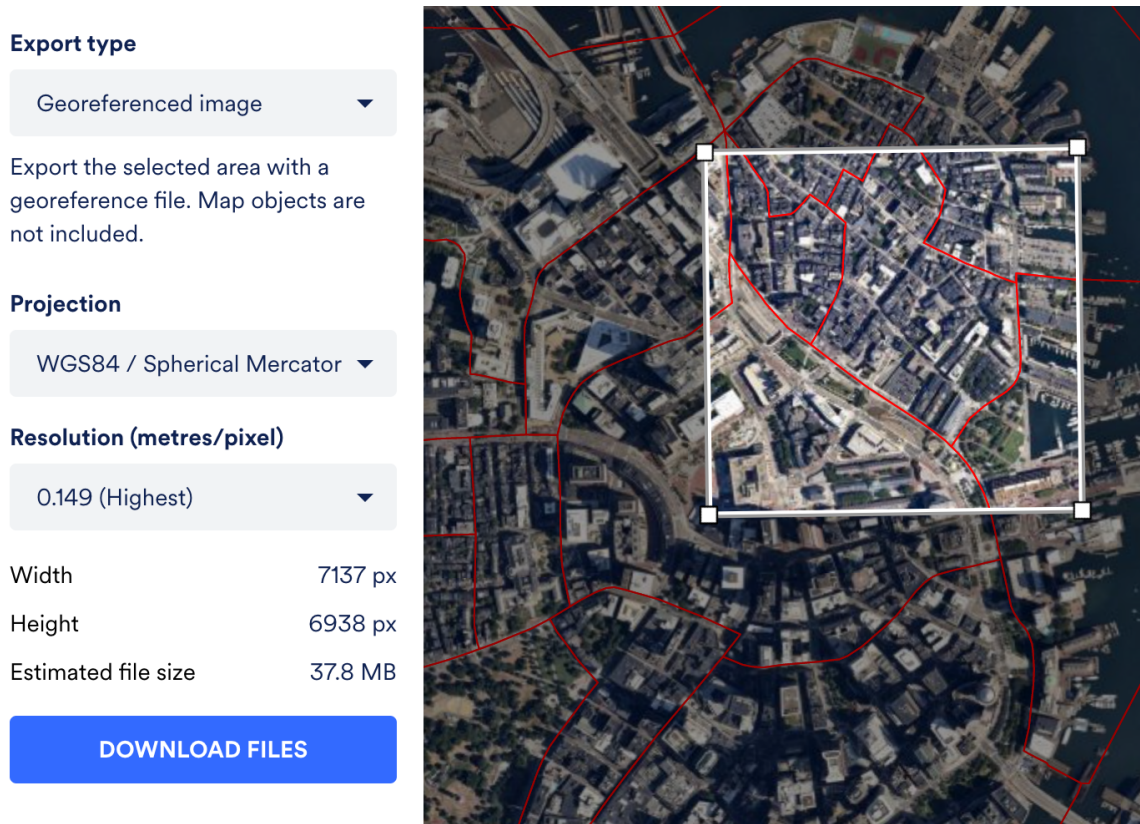 Export type
Georeferenced image
Export the selected area with a
georeference file. Map objects are
not included.
Projection
WGS84 / Spherical Mercator
Resolution (metres/pixel)
0.149 (Highest)
Width 7137 px
Height 6938 px
Estimated file size 37.8 MB
DOWNLOAD FILES